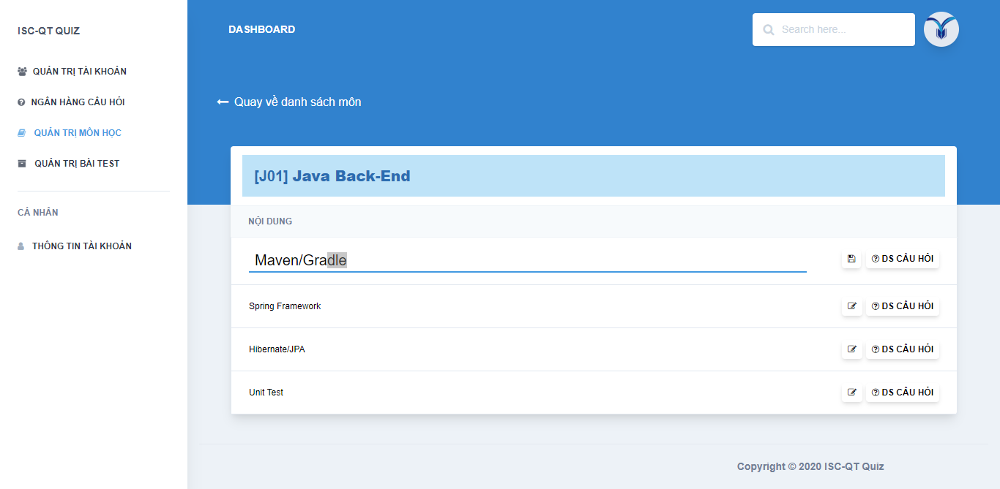 ISC-QT QUIZ
QUẢN TRỊ TÀI KHOẢN
NGÂN HÀNG CÂU HỎI
QUẢN TRỊ MÔN HỌC
QUẢN TRỊ BÀI TEST
CÁ NHÂN
THÔNG TIN TÀI KHOẢN
DASHBOARD
Search here...
Quay về danh sách môn
[J01] Java Back-End
NỘI DUNG
Maven/Gradle
DS CÂU HỎI
Spring Framework
DS CÂU HỎI
Hibernate/JPA
DS CÂU HỎI
Unit Test
DS CÂU HỎI
Copyright © 2020 ISC-QT Quiz